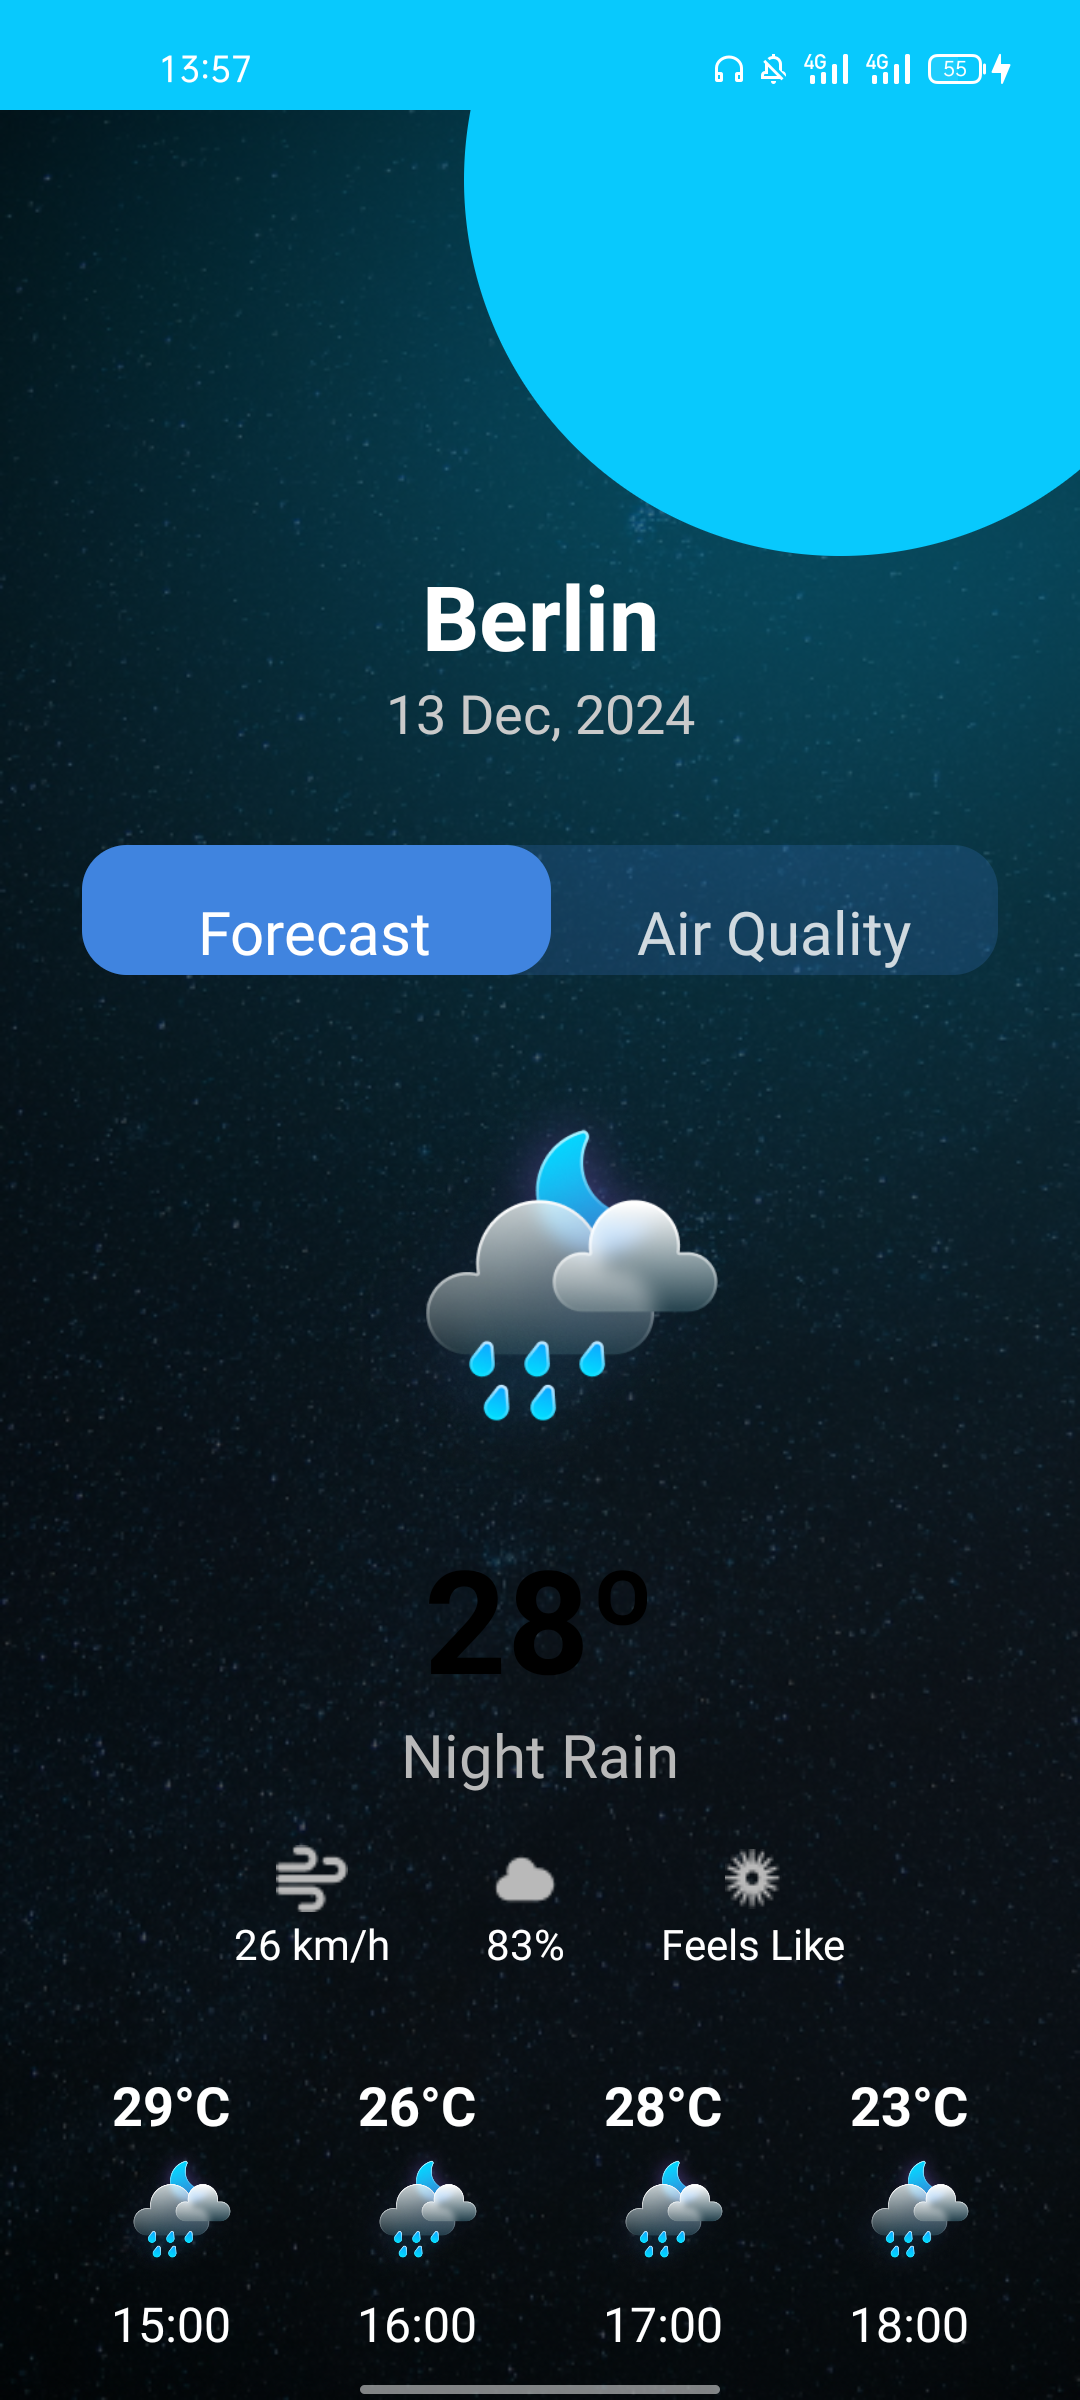 13:57
4G 4G 55
Berlin
13 Dec, 2024
Forecast Air Quality
28°
Night Rain
26 km/h 83% Feels Like
29°C 26°C 28°C 23°C
15:00 16:00 17:00 18:00